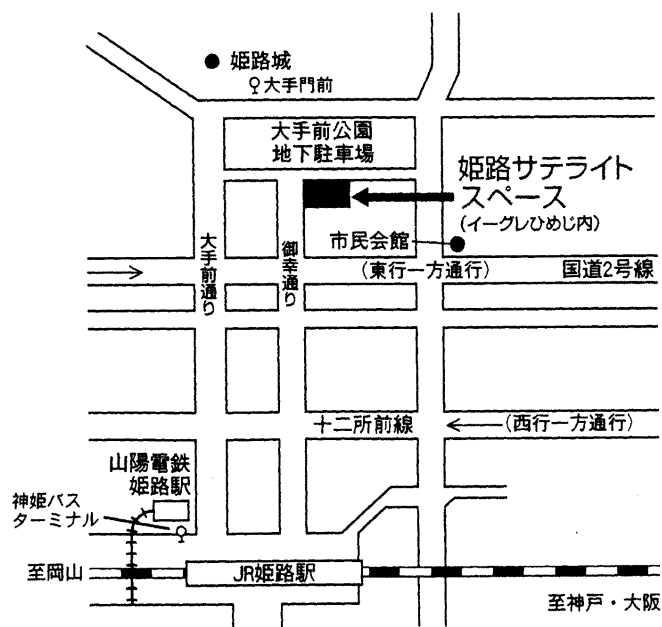 姫路城
大手門前
大手前公園
地下駐車場
姫路サテライト
スペース
(イーグレひめじ内)
市民会館
大手前通り
御幸通り
(東行一方通行)
国道2号線
十二所前線
(西行一方通行)
山陽電鉄
姫路駅
神姫バス
ターミナル
至岡山
JR姫路駅
至神戸・大阪